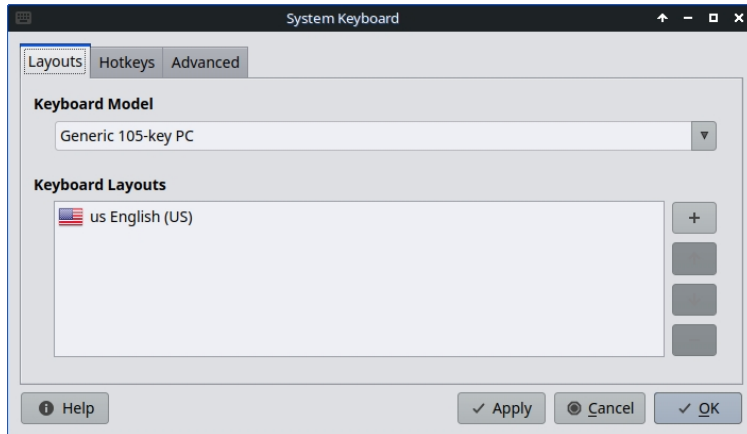 System Keyboard
Layouts Hotkeys Advanced
Keyboard Model
Generic 105-key PC
Keyboard Layouts
us English (US)
Help Apply Cancel OK